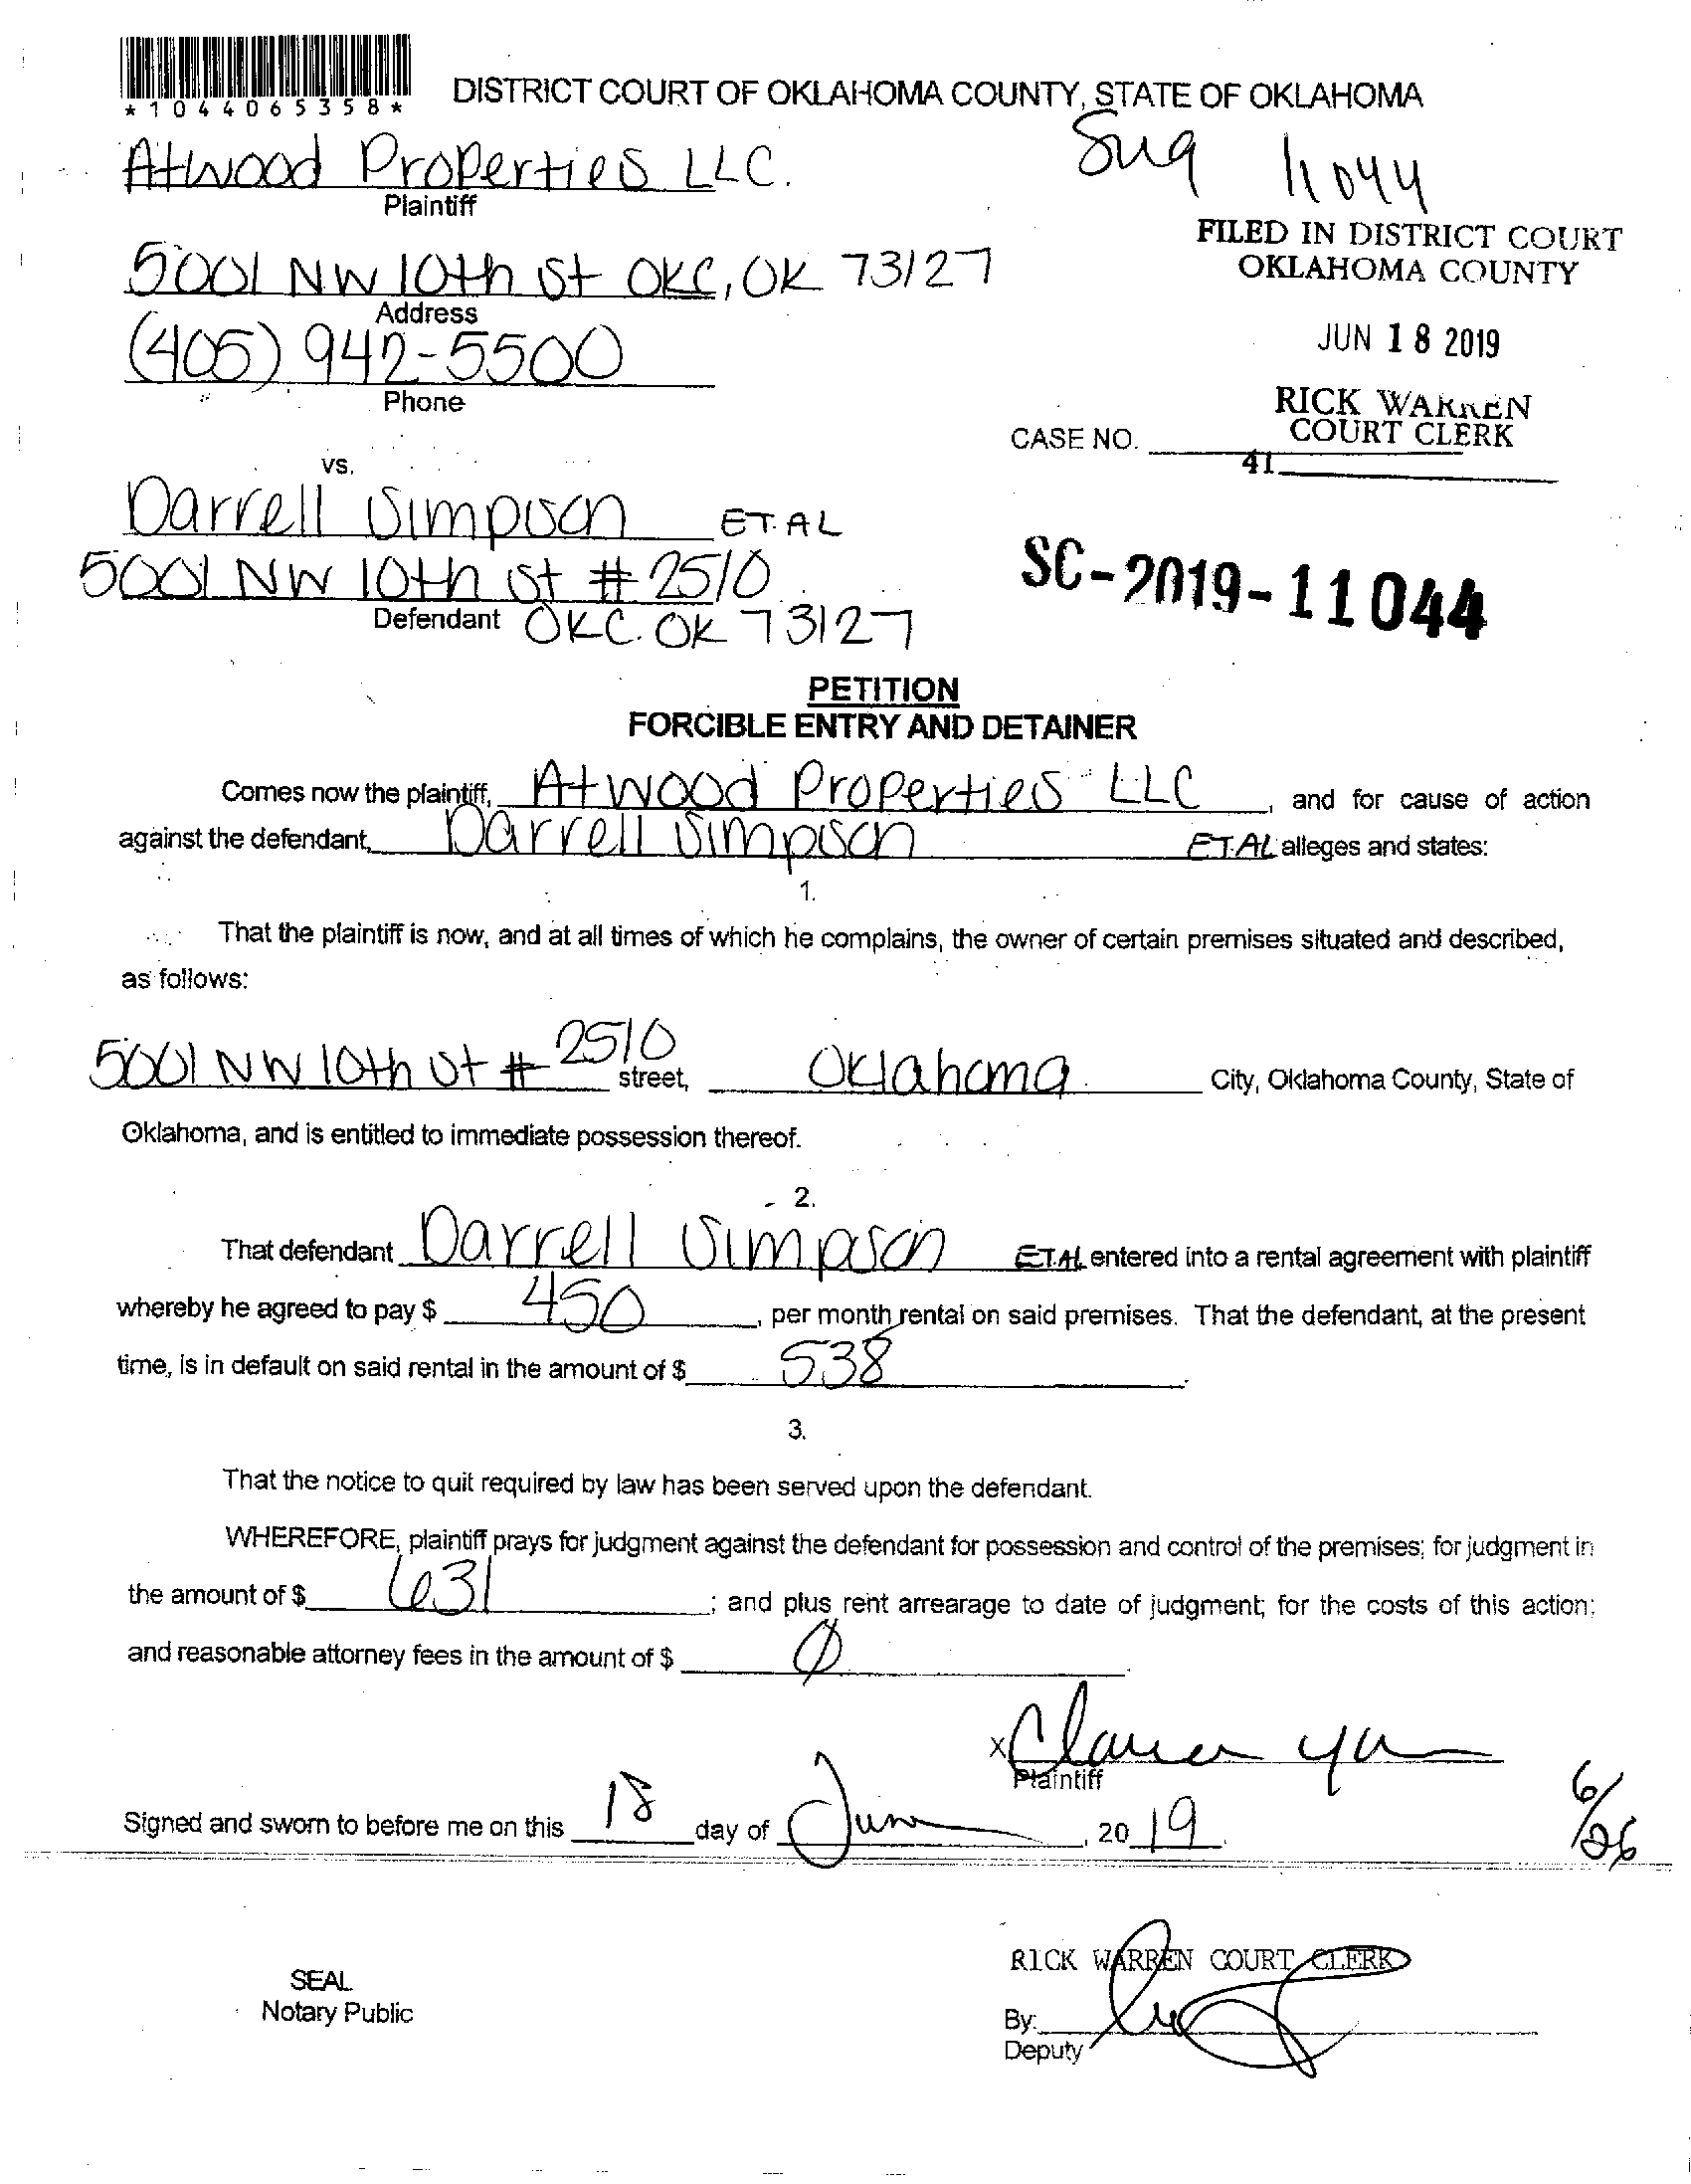 *1044065358*
DISTRICT COURT OF OKLAHOMA COUNTY, STATE OF OKLAHOMA
Atwood Properties LLC.
Plaintiff
11044
5001 NW 10th St OKC, OK 73127
Address
FILED IN DISTRICT COURT
OKLAHOMA COUNTY
(405) 942-5500
Phone
JUN 18 2019
RICK WARREN
COURT CLERK
CASE NO.
41
vs.
Darrell Simpson ET. AL
5001 NW 10th St # 2510
Defendant OKC. OK 73127
SC-2019-11044
PETITION
FORCIBLE ENTRY AND DETAINER
Comes now the plaintiff, Atwood Properties LLC, and for cause of action
against the defendant, Darrell Simpson ET.AL alleges and states:
1.
That the plaintiff is now, and at all times of which he complains, the owner of certain premises situated and described,
as follows:
5001 NW 10th St # 2510 street, Oklahoma City, Oklahoma County, State of
Oklahoma, and is entitled to immediate possession thereof.
2.
That defendant Darrell Simpson ET.AL entered into a rental agreement with plaintiff
whereby he agreed to pay $ 450, per month rental on said premises. That the defendant, at the present
time, is in default on said rental in the amount of $ 538.
3.
That the notice to quit required by law has been served upon the defendant.
WHEREFORE, plaintiff prays for judgment against the defendant for possession and control of the premises; for judgment in
the amount of $ 631; and plus rent arrearage to date of judgment; for the costs of this action;
and reasonable attorney fees in the amount of $ Ø.
x
Plaintiff
Signed and sworn to before me on this 18 day of June, 2019.
6/26
RICK WARREN COURT CLERK
SEAL
Notary Public
By:
Deputy